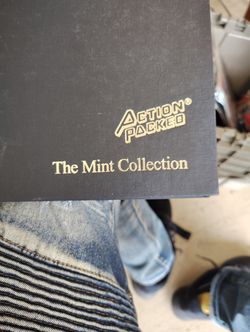 ACTION®
PACKED
The Mint Collection